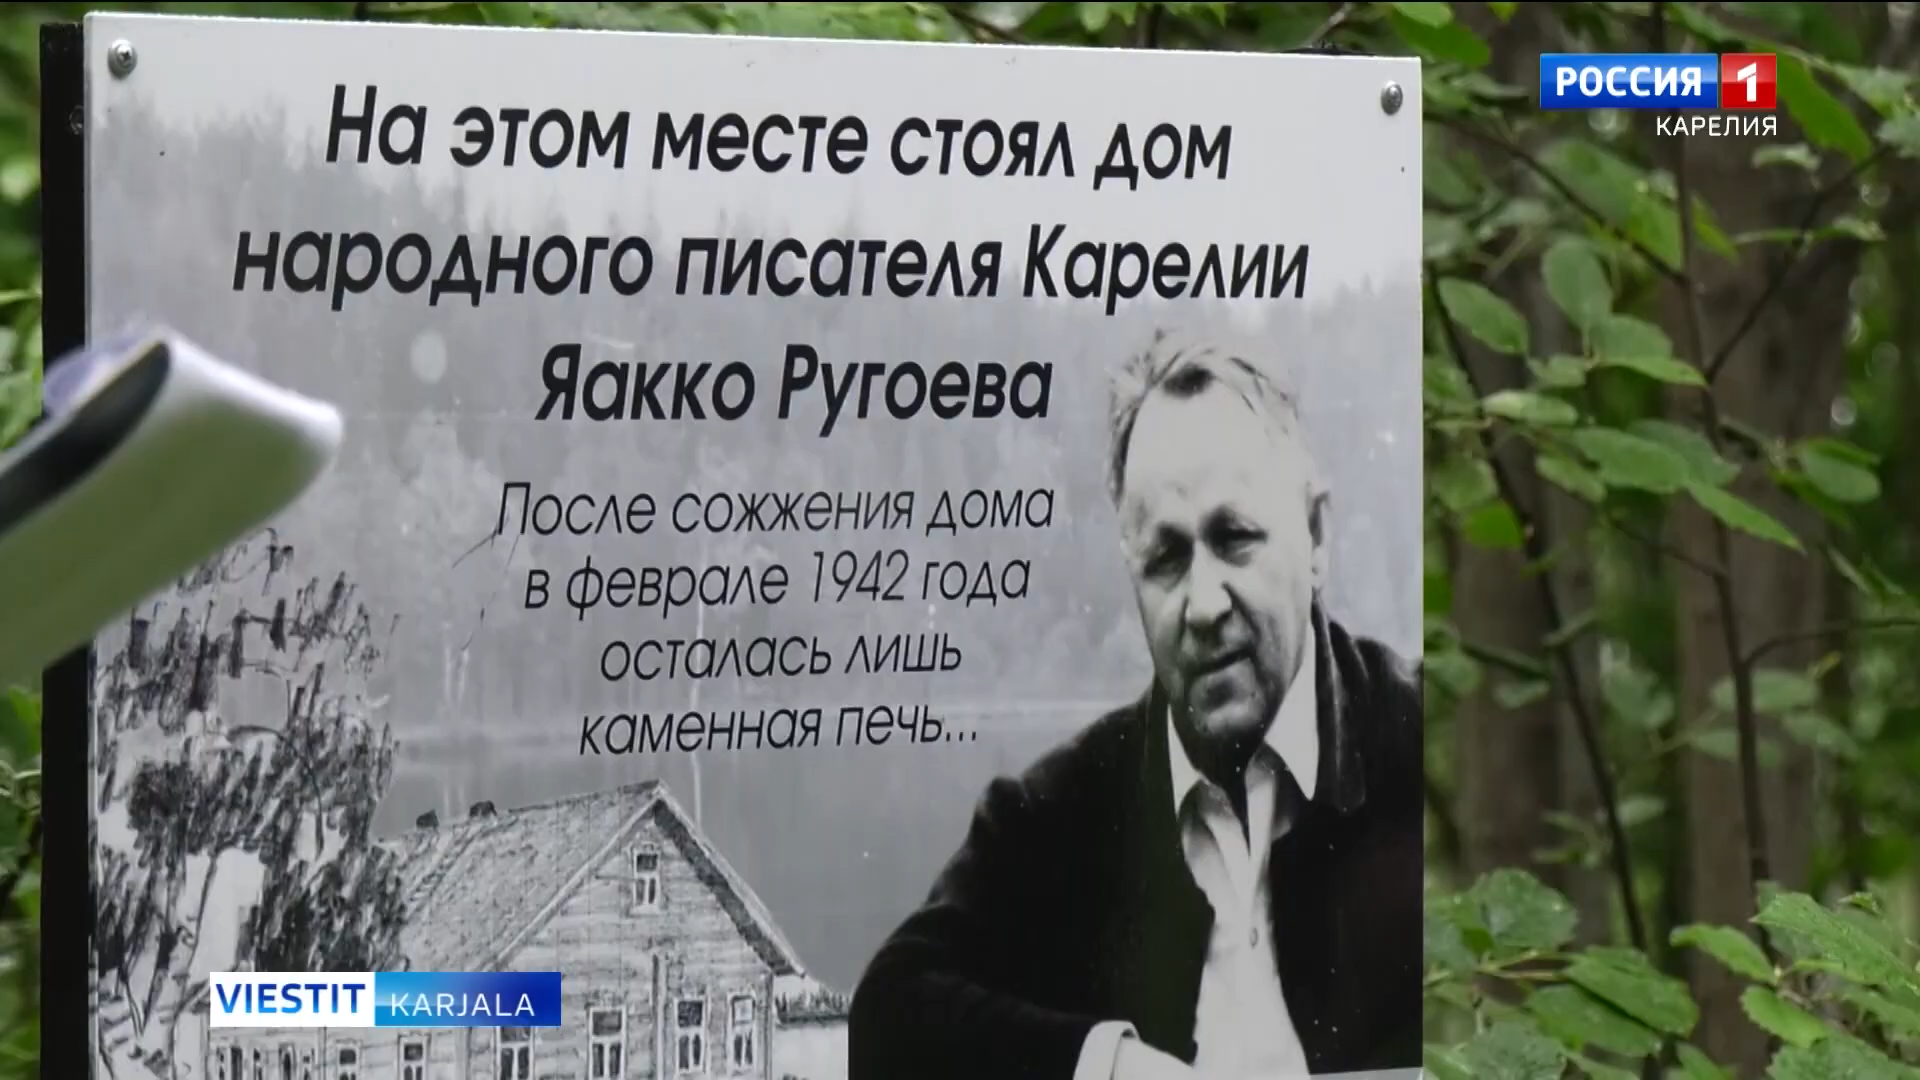 На этом месте стоял дом
народного писателя Карелии
Яакко Ругоева
После сожжения дома
в феврале 1942 года
осталась лишь
каменная печь...
РОССИЯ 1
КАРЕЛИЯ
VIESTIT KARJALA